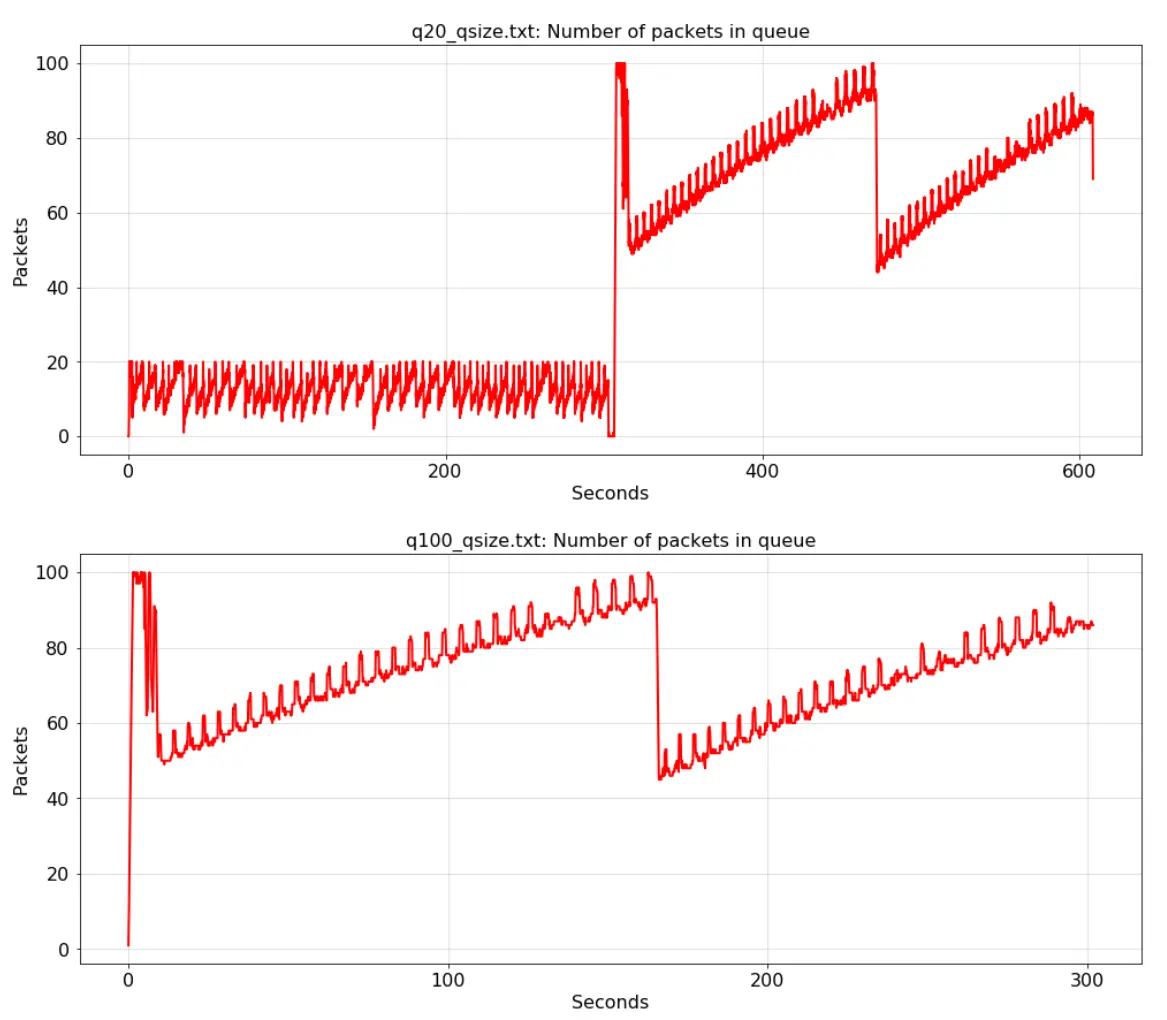 q20_qsize.txt: Number of packets in queue
100
80
60
40
20
0
Packets
0 200 400 600
Seconds
q100_qsize.txt: Number of packets in queue
100
80
60
40
20
0
Packets
0 100 200 300
Seconds